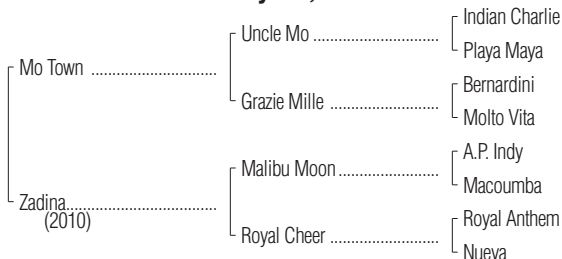 Indian Charlie
Uncle Mo ..............................
Playa Maya
Mo Town ..............................
Bernardini
Grazie Mille ..........................
Molto Vita
A.P. Indy
Malibu Moon ........................
Macoumba
Zadina....................................
(2010)
Royal Anthem
Royal Cheer ..........................
Nueva